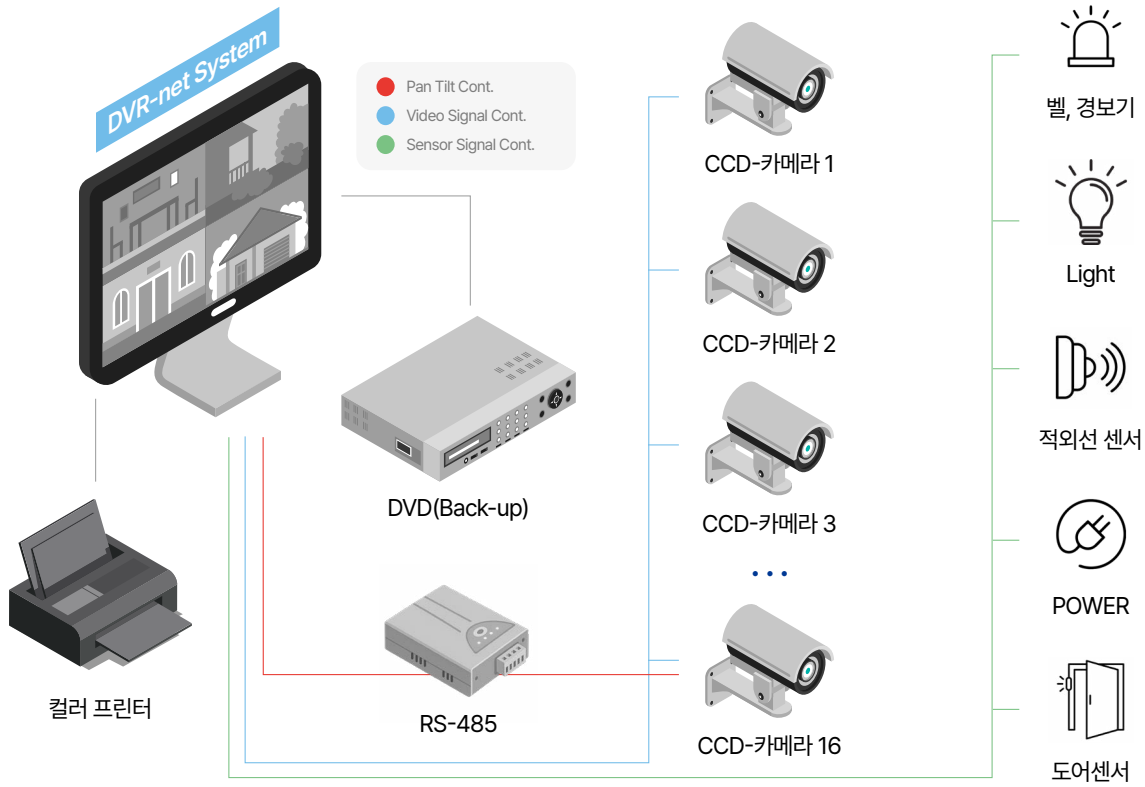 DVR-net System
Pan Tilt Cont.
Video Signal Cont.
Sensor Signal Cont.
CCD-카메라 1
CCD-카메라 2
CCD-카메라 3
...
CCD-카메라 16
DVD(Back-up)
RS-485
컬러 프린터
벨, 경보기
Light
적외선 센서
POWER
도어센서